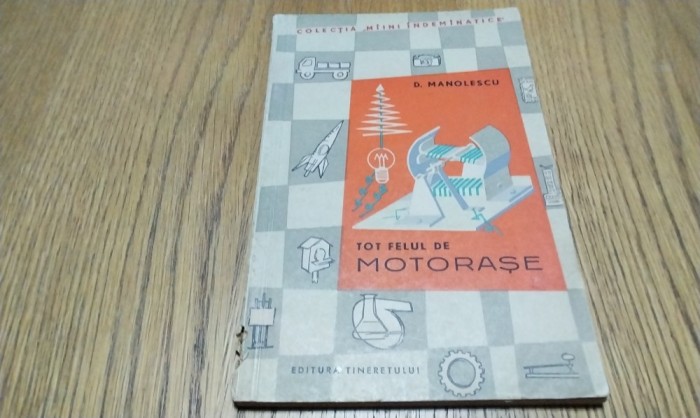 COLECȚIA „MÎINI ÎNDEMÎNATICE"
D. MANOLESCU
TOT FELUL DE
MOTORAȘE
EDITURA TINERETULUI